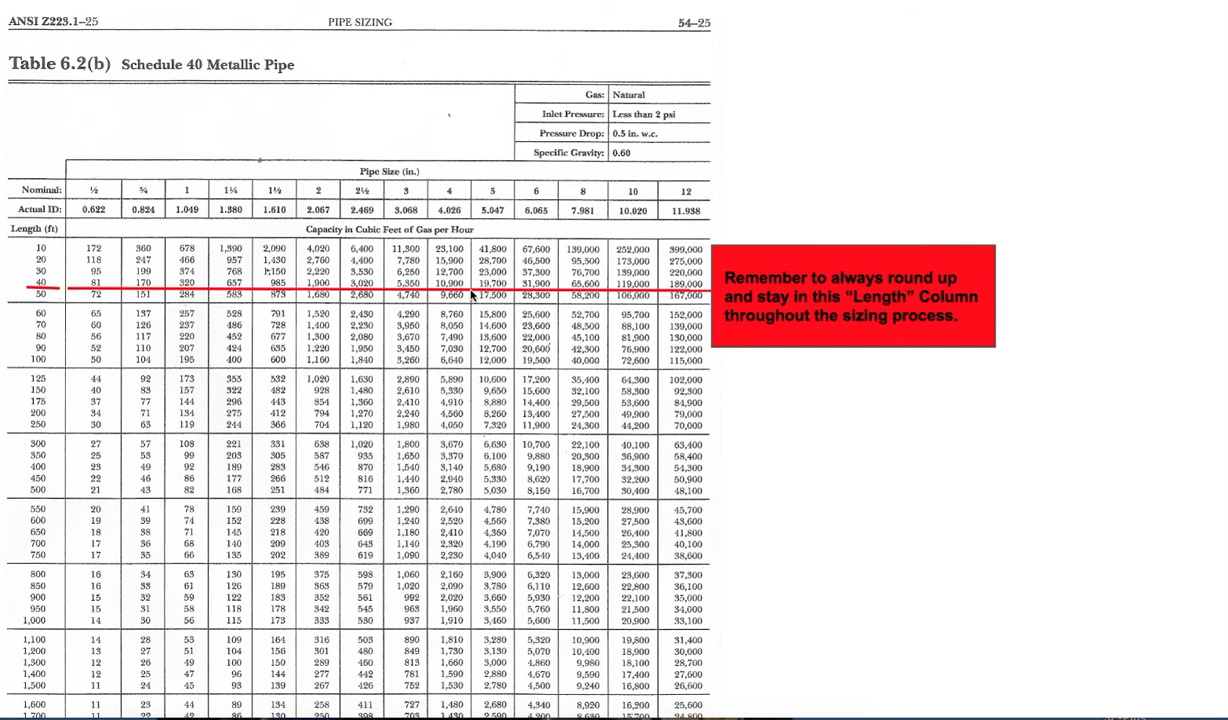 ANSI Z223.1–25 PIPE SIZING 54–25
Table 6.2(b) Schedule 40 Metallic Pipe
Gas: Natural
Inlet Pressure: Less than 2 psi
Pressure Drop: 0.5 in. w.c.
Specific Gravity: 0.60
Pipe Size (in.)
Nominal: ½ ¾ 1 1¼ 1½ 2 2½ 3 4 5 6 8 10 12
Actual ID: 0.622 0.824 1.049 1.380 1.610 2.067 2.469 3.068 4.026 5.047 6.065 7.981 10.020 11.938
Length (ft) Capacity in Cubic Feet of Gas per Hour
10 172 360 678 1,390 2,090 4,020 6,400 11,300 23,100 41,800 67,600 139,000 252,000 399,000
20 118 247 466 957 1,430 2,760 4,400 7,780 15,900 28,700 46,500 95,500 173,000 275,000
30 95 199 374 768 1,150 2,220 3,530 6,250 12,700 23,000 37,300 76,700 139,000 220,000
40 81 170 320 657 985 1,900 3,020 5,350 10,900 19,700 31,900 65,600 119,000 189,000
50 72 151 284 583 873 1,680 2,680 4,740 9,660 17,500 28,300 58,200 106,000 167,000
60 65 137 257 528 791 1,520 2,430 4,290 8,760 15,800 25,600 52,700 95,700 152,000
70 60 126 237 486 728 1,400 2,230 3,950 8,050 14,600 23,600 48,500 88,100 139,000
80 56 117 220 452 677 1,300 2,080 3,670 7,490 13,600 22,000 45,100 81,900 130,000
90 52 110 207 424 635 1,220 1,950 3,450 7,030 12,700 20,600 42,300 76,900 122,000
100 50 104 195 400 600 1,160 1,840 3,260 6,640 12,000 19,500 40,000 72,600 115,000
125 44 92 173 355 532 1,020 1,630 2,890 5,890 10,600 17,200 35,400 64,300 102,000
150 40 83 157 322 482 928 1,480 2,610 5,330 9,650 15,600 32,100 58,300 92,300
175 37 77 144 296 443 854 1,360 2,410 4,910 8,880 14,400 29,500 53,600 84,900
200 34 71 134 275 412 794 1,270 2,240 4,560 8,260 13,400 27,500 49,900 79,000
250 30 63 119 244 366 704 1,120 1,980 4,050 7,320 11,900 24,300 44,200 70,000
300 27 57 108 221 331 638 1,020 1,800 3,670 6,630 10,700 22,100 40,100 63,400
350 25 53 99 203 305 587 935 1,650 3,370 6,100 9,880 20,300 36,900 58,400
400 23 49 92 189 283 546 870 1,540 3,140 5,680 9,190 18,900 34,300 54,300
450 22 46 86 177 266 512 816 1,440 2,940 5,330 8,620 17,700 32,200 50,900
500 21 43 82 168 251 484 771 1,360 2,780 5,030 8,150 16,700 30,400 48,100
550 20 41 78 159 239 459 732 1,290 2,640 4,780 7,740 15,900 28,900 45,700
600 19 39 74 152 228 438 699 1,240 2,520 4,560 7,380 15,200 27,500 43,600
650 18 38 71 145 218 420 669 1,180 2,410 4,360 7,070 14,500 26,400 41,800
700 17 36 68 140 209 403 643 1,140 2,320 4,190 6,790 14,000 25,300 40,100
750 17 35 66 135 202 389 619 1,090 2,230 4,040 6,540 13,400 24,400 38,600
800 16 34 63 130 195 375 598 1,060 2,160 3,900 6,320 13,000 23,600 37,300
850 16 33 61 126 189 363 579 1,020 2,090 3,780 6,110 12,600 22,800 36,100
900 15 32 59 122 183 352 561 992 2,020 3,660 5,930 12,200 22,100 35,000
950 15 31 58 118 178 342 545 963 1,960 3,550 5,760 11,800 21,500 34,000
1,000 14 30 56 115 173 333 530 937 1,910 3,460 5,600 11,500 20,900 33,100
1,100 14 28 53 109 164 316 503 890 1,810 3,280 5,320 10,900 19,800 31,400
1,200 13 27 51 104 156 301 480 849 1,730 3,130 5,070 10,400 18,900 30,000
1,300 12 26 49 100 150 289 460 813 1,660 3,000 4,860 9,980 18,100 28,700
1,400 12 25 47 96 144 277 442 781 1,590 2,880 4,670 9,590 17,400 27,600
1,500 11 24 45 93 139 267 426 752 1,530 2,780 4,500 9,240 16,800 26,600
1,600 11 23 44 89 134 258 411 727 1,480 2,680 4,340 8,920 16,200 25,600
1,700 11 22 42 86 130 250 398 703 1,430 2,590 4,200 8,630 15,700 24,800
Remember to always round up
and stay in this “Length” Column
throughout the sizing process.